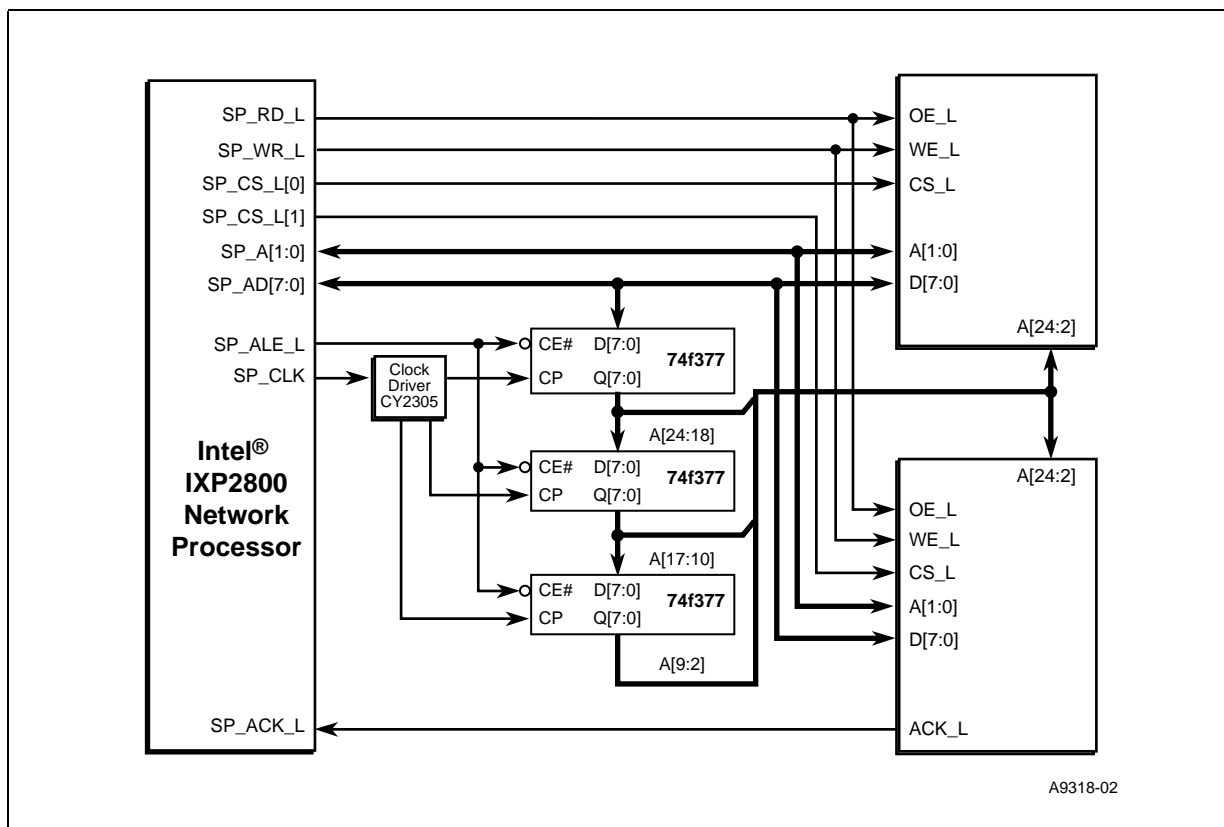 SP_RD_L
SP_WR_L
SP_CS_L[0]
SP_CS_L[1]
SP_A[1:0]
SP_AD[7:0]
SP_ALE_L
SP_CLK
Intel®
IXP2800
Network
Processor
SP_ACK_L
Clock
Driver
CY2305
CE# D[7:0]
74f377
CP Q[7:0]
A[24:18]
CE# D[7:0]
74f377
CP Q[7:0]
A[17:10]
CE# D[7:0]
74f377
CP Q[7:0]
A[9:2]
OE_L
WE_L
CS_L
A[1:0]
D[7:0]
A[24:2]
A[24:2]
OE_L
WE_L
CS_L
A[1:0]
D[7:0]
ACK_L
A9318-02